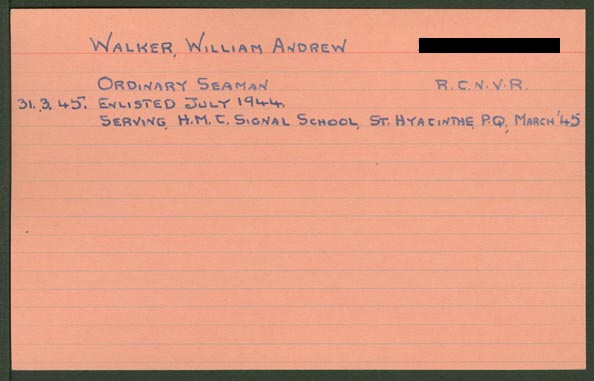 WALKER, WILLIAM ANDREW
ORDINARY SEAMAN R.C.N.V.R.
31.3.45. ENLISTED JULY 1944.
SERVING, H.M.C. SIGNAL SCHOOL, ST. HYACINTHE, P.Q., MARCH '45